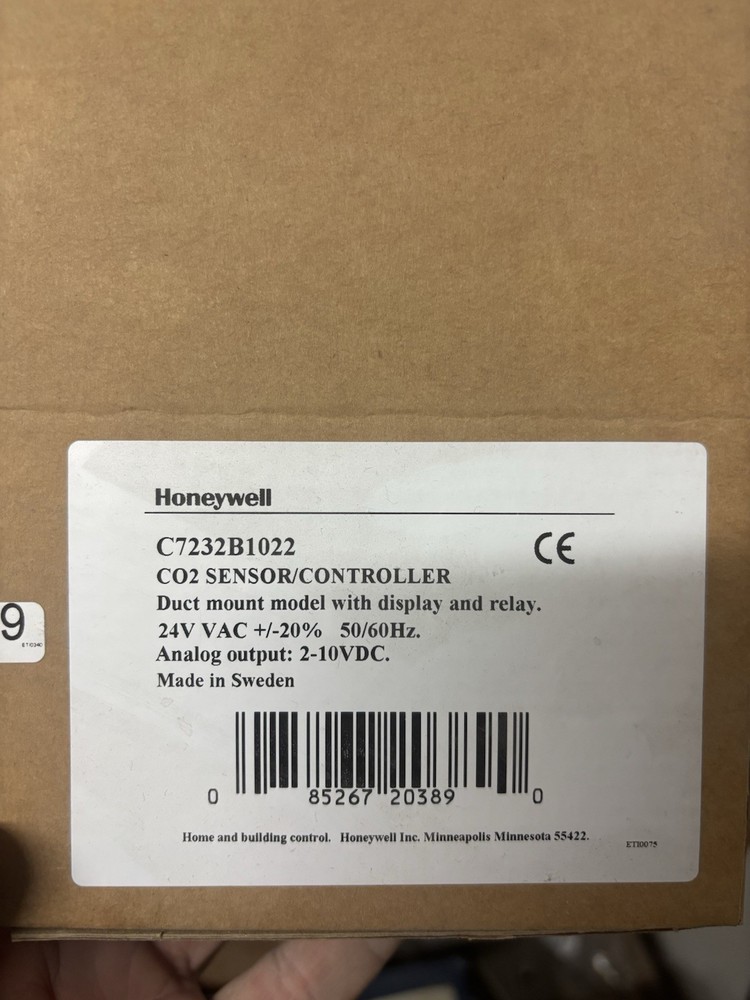 Honeywell
C7232B1022
CE
CO2 SENSOR/CONTROLLER
Duct mount model with display and relay.
24V VAC +/-20% 50/60Hz.
Analog output: 2-10VDC.
Made in Sweden
9
ET10340
0 85267 20389 0
Home and building control. Honeywell Inc. Minneapolis Minnesota 55422.
ET10075